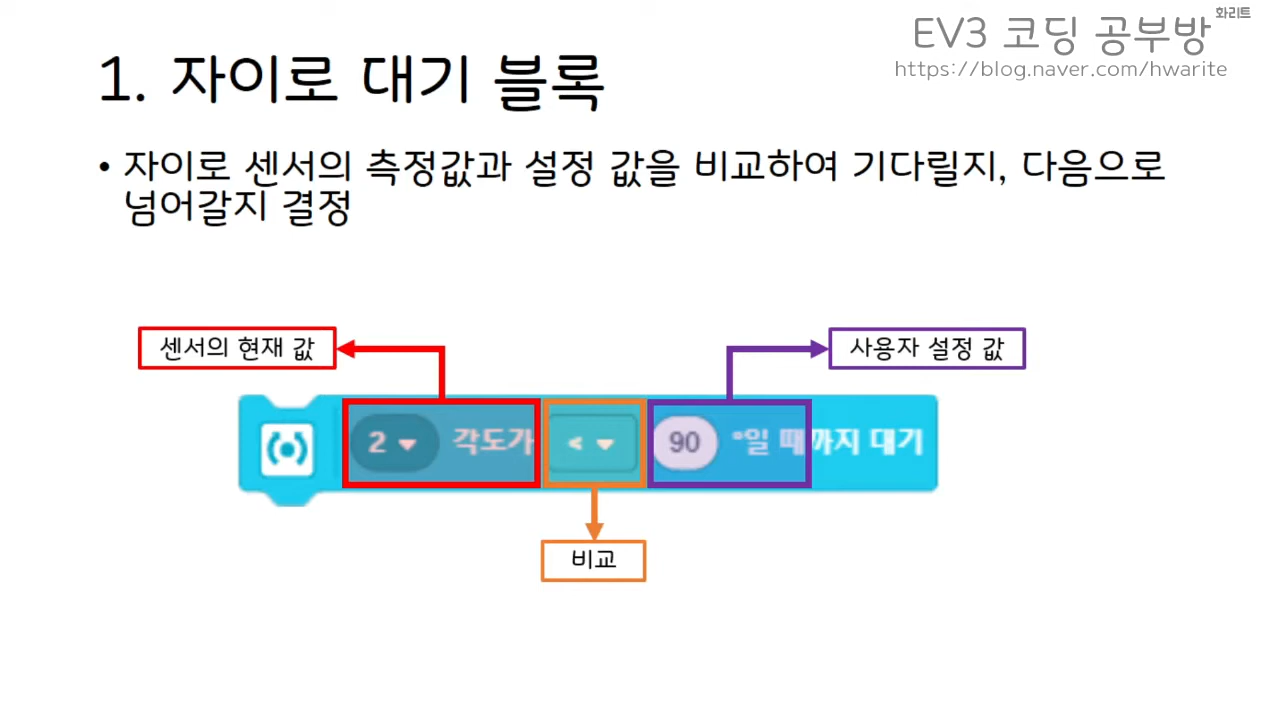 화리트
EV3 코딩 공부방
https://blog.naver.com/hwarite
1. 자이로 대기 블록
• 자이로 센서의 측정값과 설정 값을 비교하여 기다릴지, 다음으로
넘어갈지 결정
센서의 현재 값
사용자 설정 값
2 각도가 < 90 °일 때까지 대기
비교